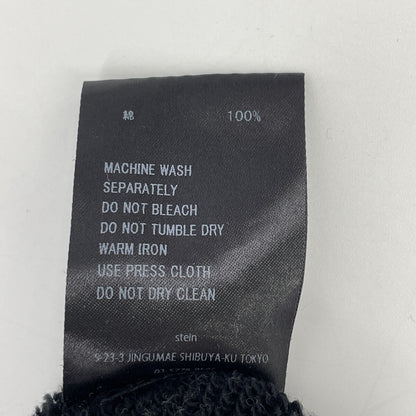 綿 100%
MACHINE WASH
SEPARATELY
DO NOT BLEACH
DO NOT TUMBLE DRY
WARM IRON
USE PRESS CLOTH
DO NOT DRY CLEAN
stein
5-23-3 JINGUMAE SHIBUYA-KU TOKYO